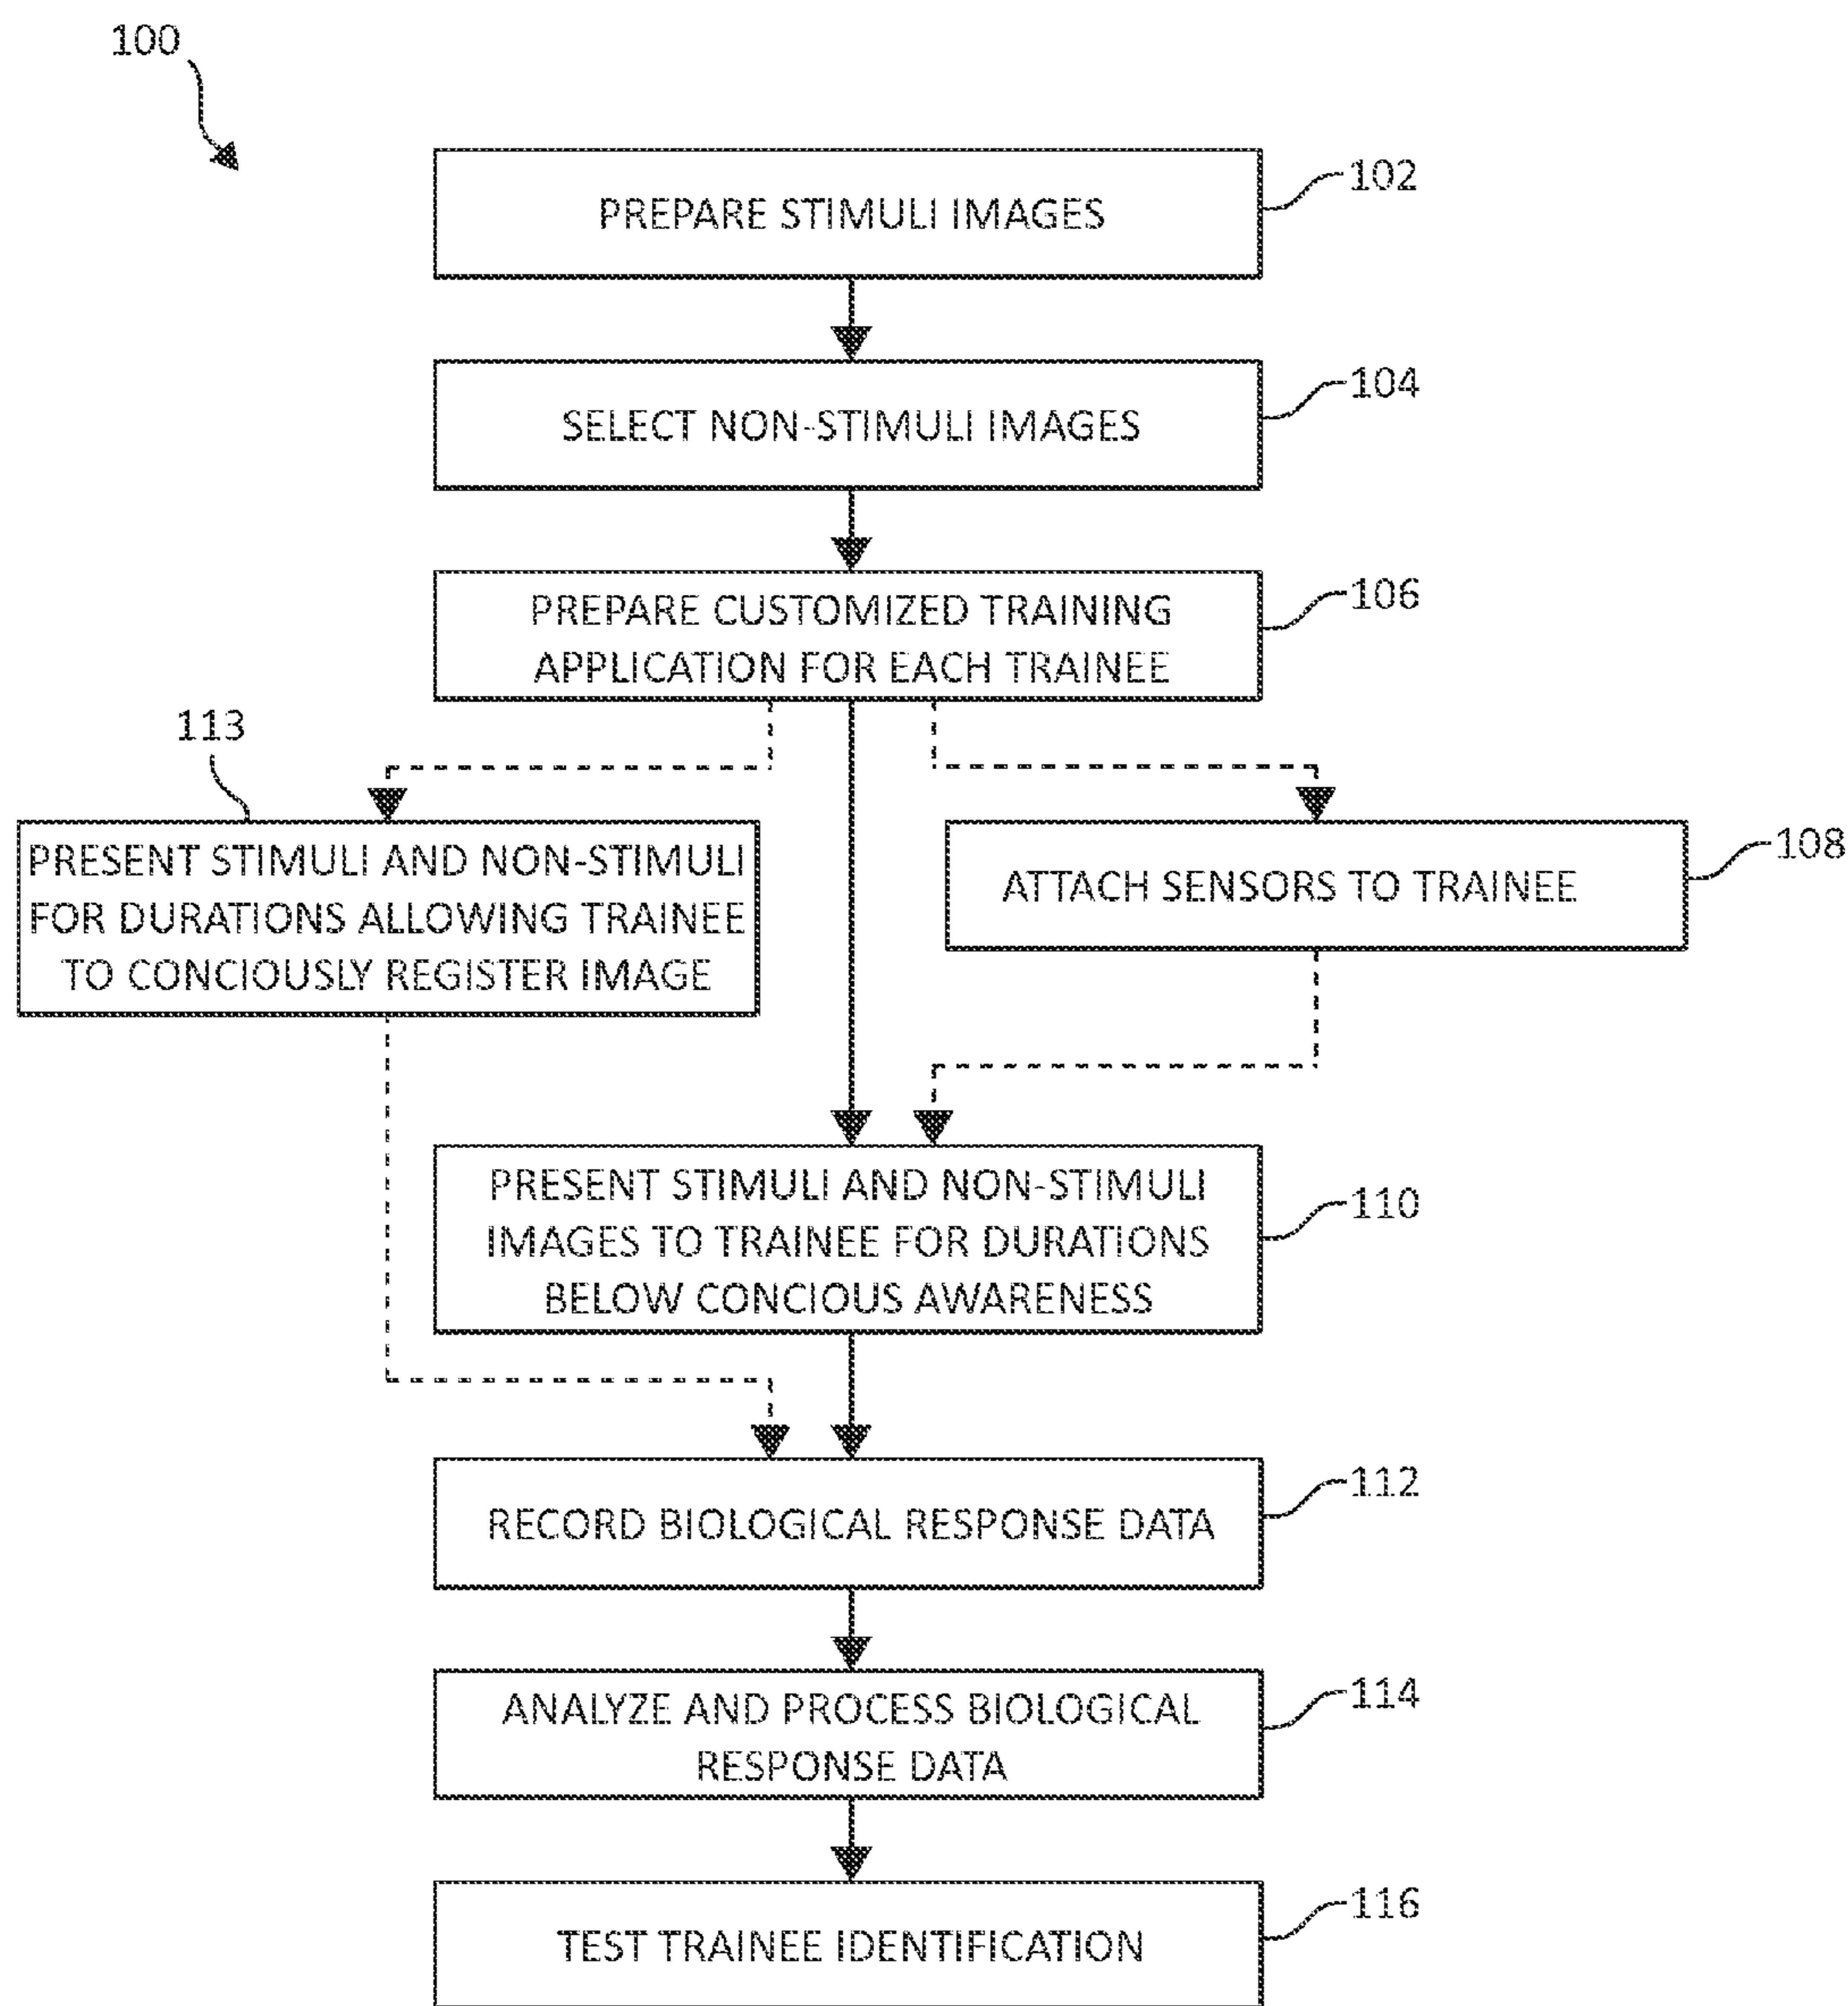 100
PREPARE STIMULI IMAGES
102
SELECT NON-STIMULI IMAGES
104
PREPARE CUSTOMIZED TRAINING
APPLICATION FOR EACH TRAINEE
106
113
PRESENT STIMULI AND NON-STIMULI
FOR DURATIONS ALLOWING TRAINEE
TO CONCIOUSLY REGISTER IMAGE
ATTACH SENSORS TO TRAINEE
108
PRESENT STIMULI AND NON-STIMULI
IMAGES TO TRAINEE FOR DURATIONS
BELOW CONCIOUS AWARENESS
110
RECORD BIOLOGICAL RESPONSE DATA
112
ANALYZE AND PROCESS BIOLOGICAL
RESPONSE DATA
114
TEST TRAINEE IDENTIFICATION
116